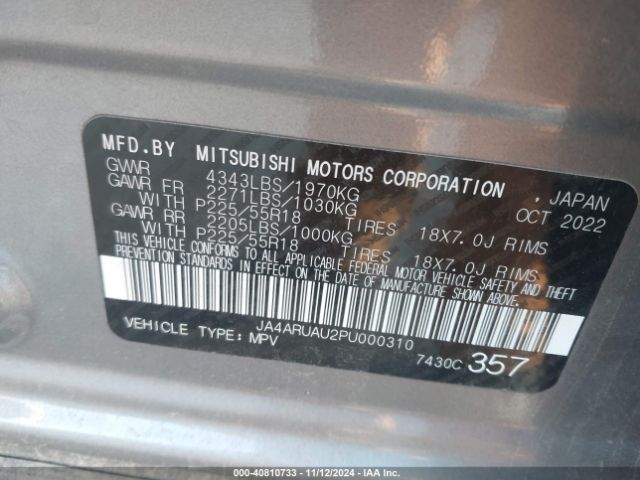 MFD. BY MITSUBISHI MOTORS CORPORATION , JAPAN
GVWR 4343LBS/1970KG OCT 2022
GAWR FR 2271LBS/1030KG
WITH P225/55R18 TIRES 18X7.0J RIMS
GAWR RR 2205LBS/1000KG
WITH P225/55R18 TIRES 18X7.0J RIMS
THIS VEHICLE CONFORMS TO ALL APPLICABLE FEDERAL MOTOR VEHICLE SAFETY AND THEFT
PREVENTION STANDARDS IN EFFECT ON THE DATE OF MANUFACTURE SHOWN ABOVE.
JA4ARUAU2PU000310
VEHICLE TYPE: MPV 7430C 357
000-40810733 - 11/12/2024 - IAA Inc.